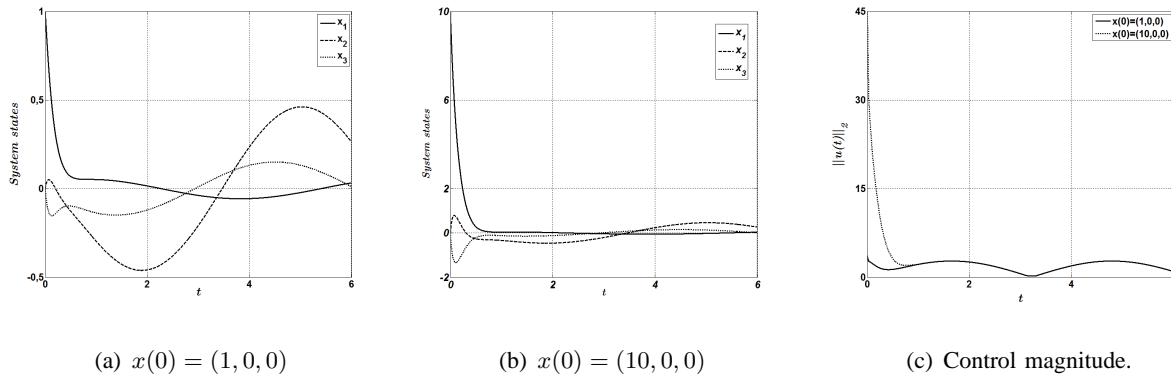 1
0,5
0
-0,5
0
2
4
6
System states
t
x1
x2
x3
10
6
2
0
-2
0
2
4
6
System states
t
x1
x2
x3
45
30
15
0
0
2
4
||u(t)||2
t
x(0)=(1,0,0)
x(0)=(10,0,0)
(a) x(0) = (1, 0, 0)
(b) x(0) = (10, 0, 0)
(c) Control magnitude.